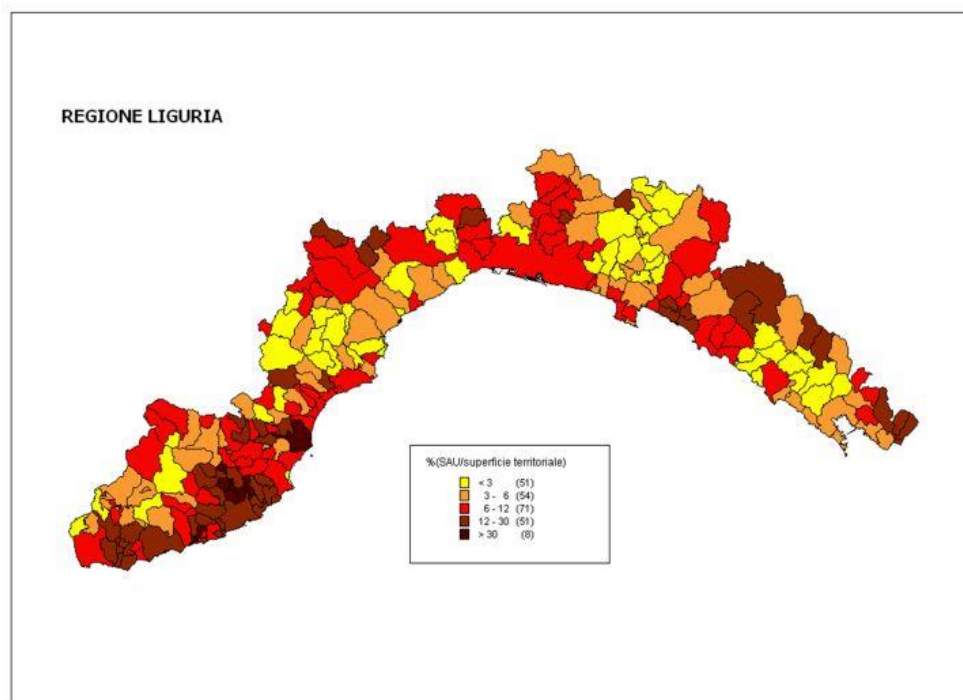 REGIONE LIGURIA
%(SAU/superficie territoriale)
< 3 (51)
3 - 6 (54)
6 - 12 (71)
12 - 30 (51)
> 30 (8)